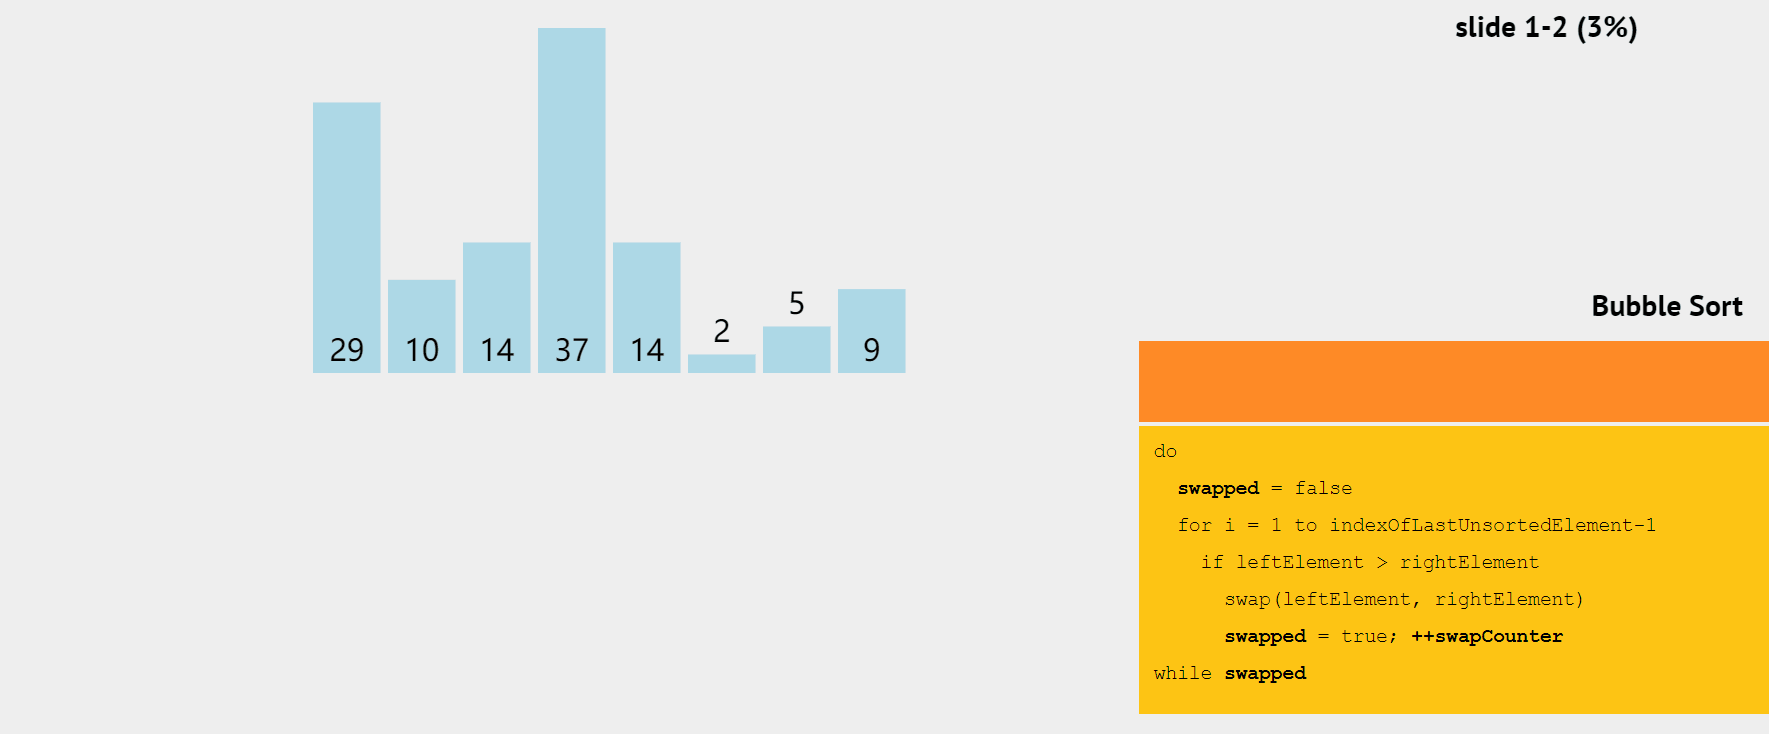 slide 1-2 (3%)
29 10 14 37 14 2 5 9
Bubble Sort
do
swapped = false
for i = 1 to indexOfLastUnsortedElement-1
if leftElement > rightElement
swap(leftElement, rightElement)
swapped = true; ++swapCounter
while swapped